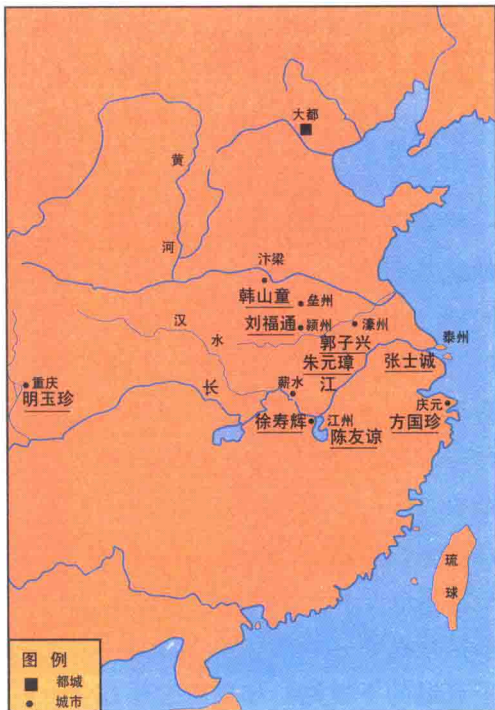 大都
黄
河
汴梁
韩山童
垒州
刘福通
颍州
濠州
郭子兴
朱元璋
泰州
张士诚
汉
水
长
江
重庆
明玉珍
蕲水
徐寿辉
江州
陈友谅
庆元
方国珍
琉
球
图 例
都城
城市